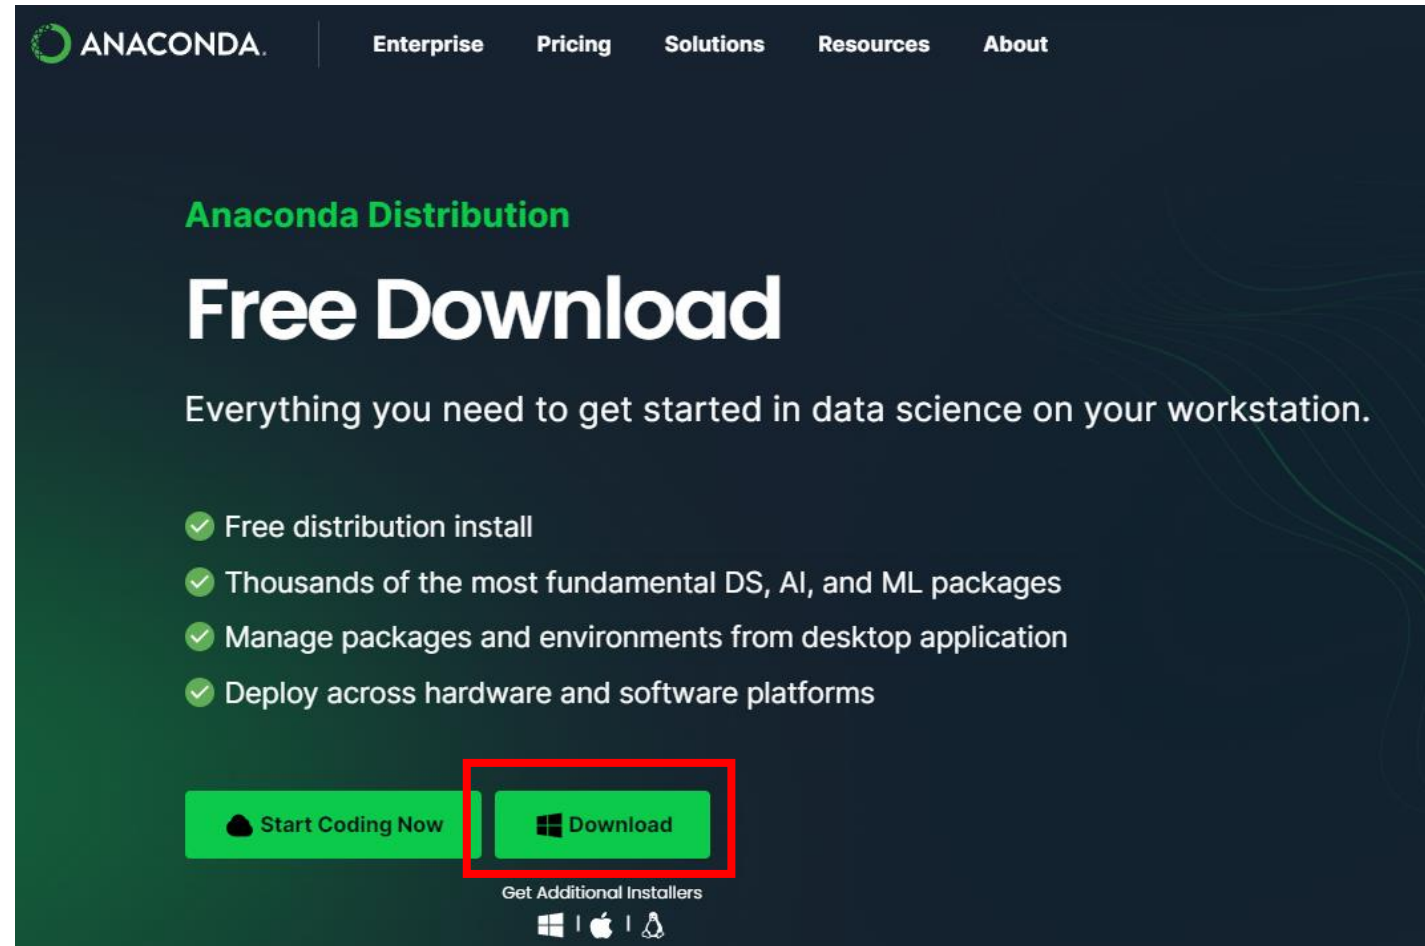 ANACONDA.
Enterprise Pricing Solutions Resources About
Anaconda Distribution
Free Download
Everything you need to get started in data science on your workstation.
Free distribution install
Thousands of the most fundamental DS, AI, and ML packages
Manage packages and environments from desktop application
Deploy across hardware and software platforms
Start Coding Now
Download
Get Additional Installers